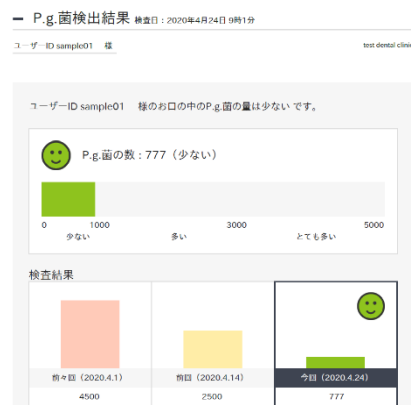 P.g.菌検出結果 検査日：2020年4月24日 9時1分
ユーザーID sample01 様
test dental clini
ユーザーID sample01 様のお口の中のP.g.菌の量は少ない です。
P.g.菌の数：777（少ない）
0 1000 3000 5000
少ない 多い とても多い
検査結果
前々回（2020.4.1） 前回（2020.4.14） 今回（2020.4.24）
4500 2500 777